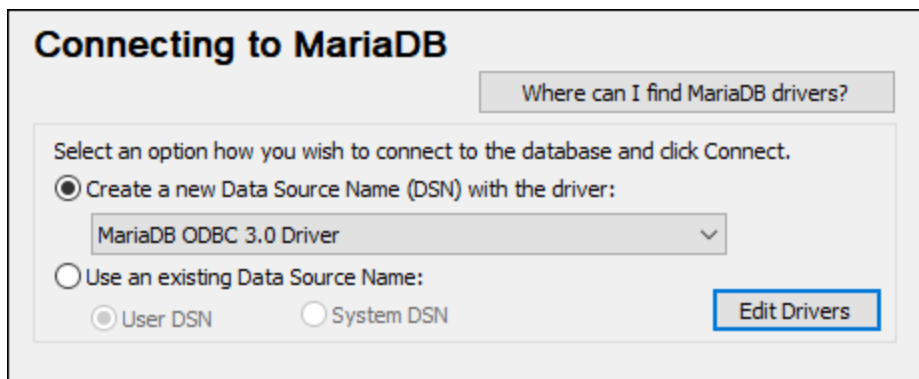 Connecting to MariaDB
Where can I find MariaDB drivers?
Select an option how you wish to connect to the database and click Connect.
Create a new Data Source Name (DSN) with the driver:
MariaDB ODBC 3.0 Driver
Use an existing Data Source Name:
User DSN
System DSN
Edit Drivers